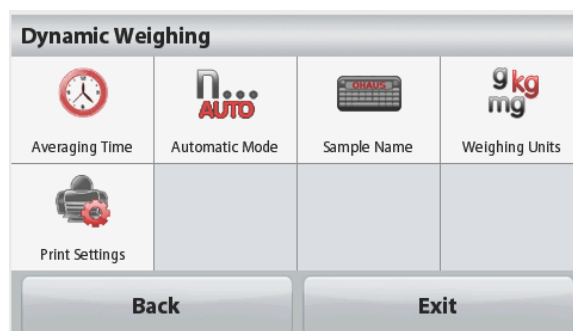 Dynamic Weighing
n...
AUTO
OHAUS
g kg
mg
Averaging Time
Automatic Mode
Sample Name
Weighing Units
Print Settings
Back
Exit